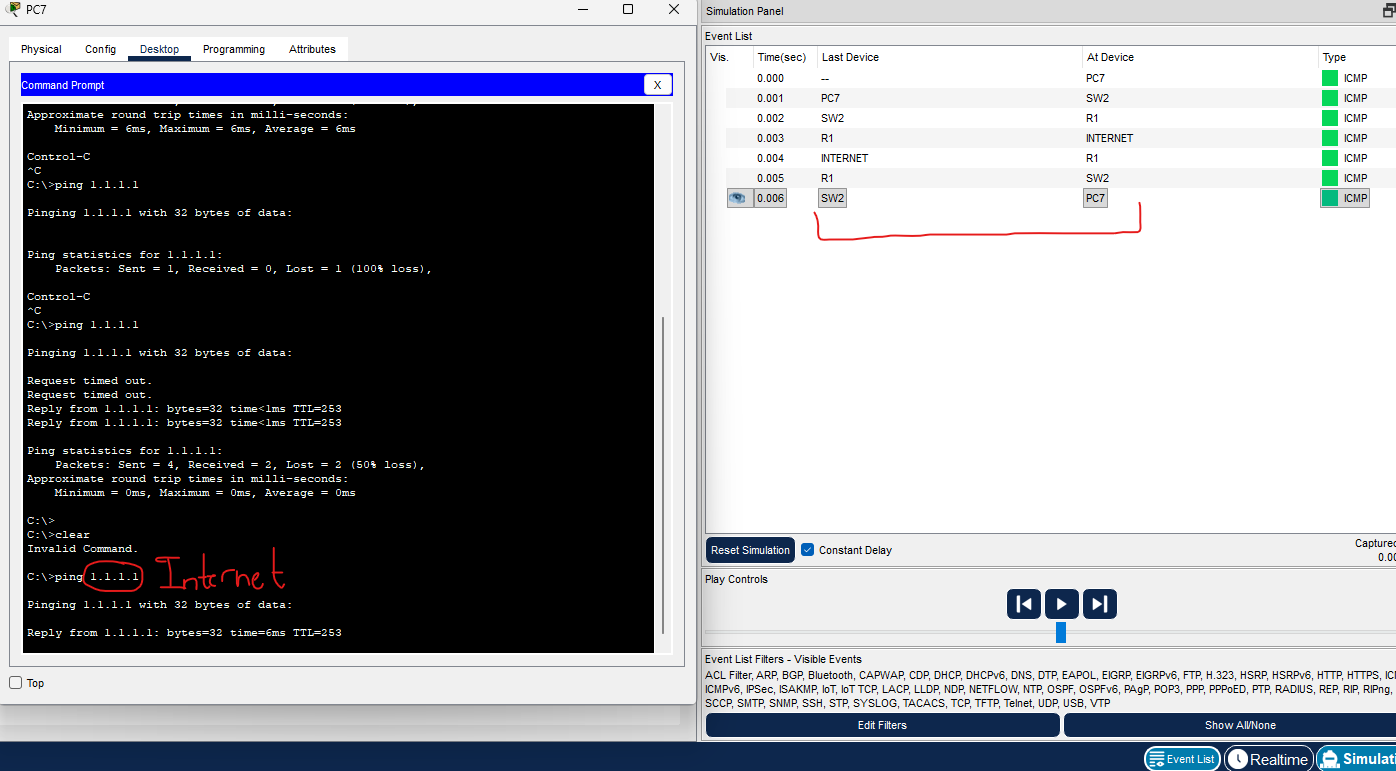 PC7
Physical Config Desktop Programming Attributes
Command Prompt X
Approximate round trip times in milli-seconds:
Minimum = 6ms, Maximum = 6ms, Average = 6ms
Control-C
^C
C:\>ping 1.1.1.1
Pinging 1.1.1.1 with 32 bytes of data:
Ping statistics for 1.1.1.1:
Packets: Sent = 1, Received = 0, Lost = 1 (100% loss),
Control-C
^C
C:\>ping 1.1.1.1
Pinging 1.1.1.1 with 32 bytes of data:
Request timed out.
Request timed out.
Reply from 1.1.1.1: bytes=32 time<1ms TTL=253
Reply from 1.1.1.1: bytes=32 time<1ms TTL=253
Ping statistics for 1.1.1.1:
Packets: Sent = 4, Received = 2, Lost = 2 (50% loss),
Approximate round trip times in milli-seconds:
Minimum = 0ms, Maximum = 0ms, Average = 0ms
C:\>
C:\>clear
Invalid Command.
C:\>ping 1.1.1.1 Internet
Pinging 1.1.1.1 with 32 bytes of data:
Reply from 1.1.1.1: bytes=32 time=6ms TTL=253
Top
Simulation Panel
Event List
Vis. Time(sec) Last Device At Device Type
0.000 -- PC7 ICMP
0.001 PC7 SW2 ICMP
0.002 SW2 R1 ICMP
0.003 R1 INTERNET ICMP
0.004 INTERNET R1 ICMP
0.005 R1 SW2 ICMP
0.006 SW2 PC7 ICMP
Reset Simulation Constant Delay Captured
0.00
Play Controls
Event List Filters - Visible Events
ACL Filter, ARP, BGP, Bluetooth, CAPWAP, CDP, DHCP, DHCPv6, DNS, DTP, EAPOL, EIGRP, EIGRPv6, FTP, H.323, HSRP, HSRPv6, HTTP, HTTPS,
ICMPv6, IPSec, ISAKMP, IoT, IoT TCP, LACP, LLDP, NDP, NETFLOW, NTP, OSPF, OSPFv6, PAgP, POP3, PPP, PPPoED, PTP, RADIUS, REP, RIP, RIPng,
SCCP, SMTP, SNMP, SSH, STP, SYSLOG, TACACS, TCP, TFTP, Telnet, UDP, USB, VTP
Edit Filters Show All/None
Event List Realtime Simulati